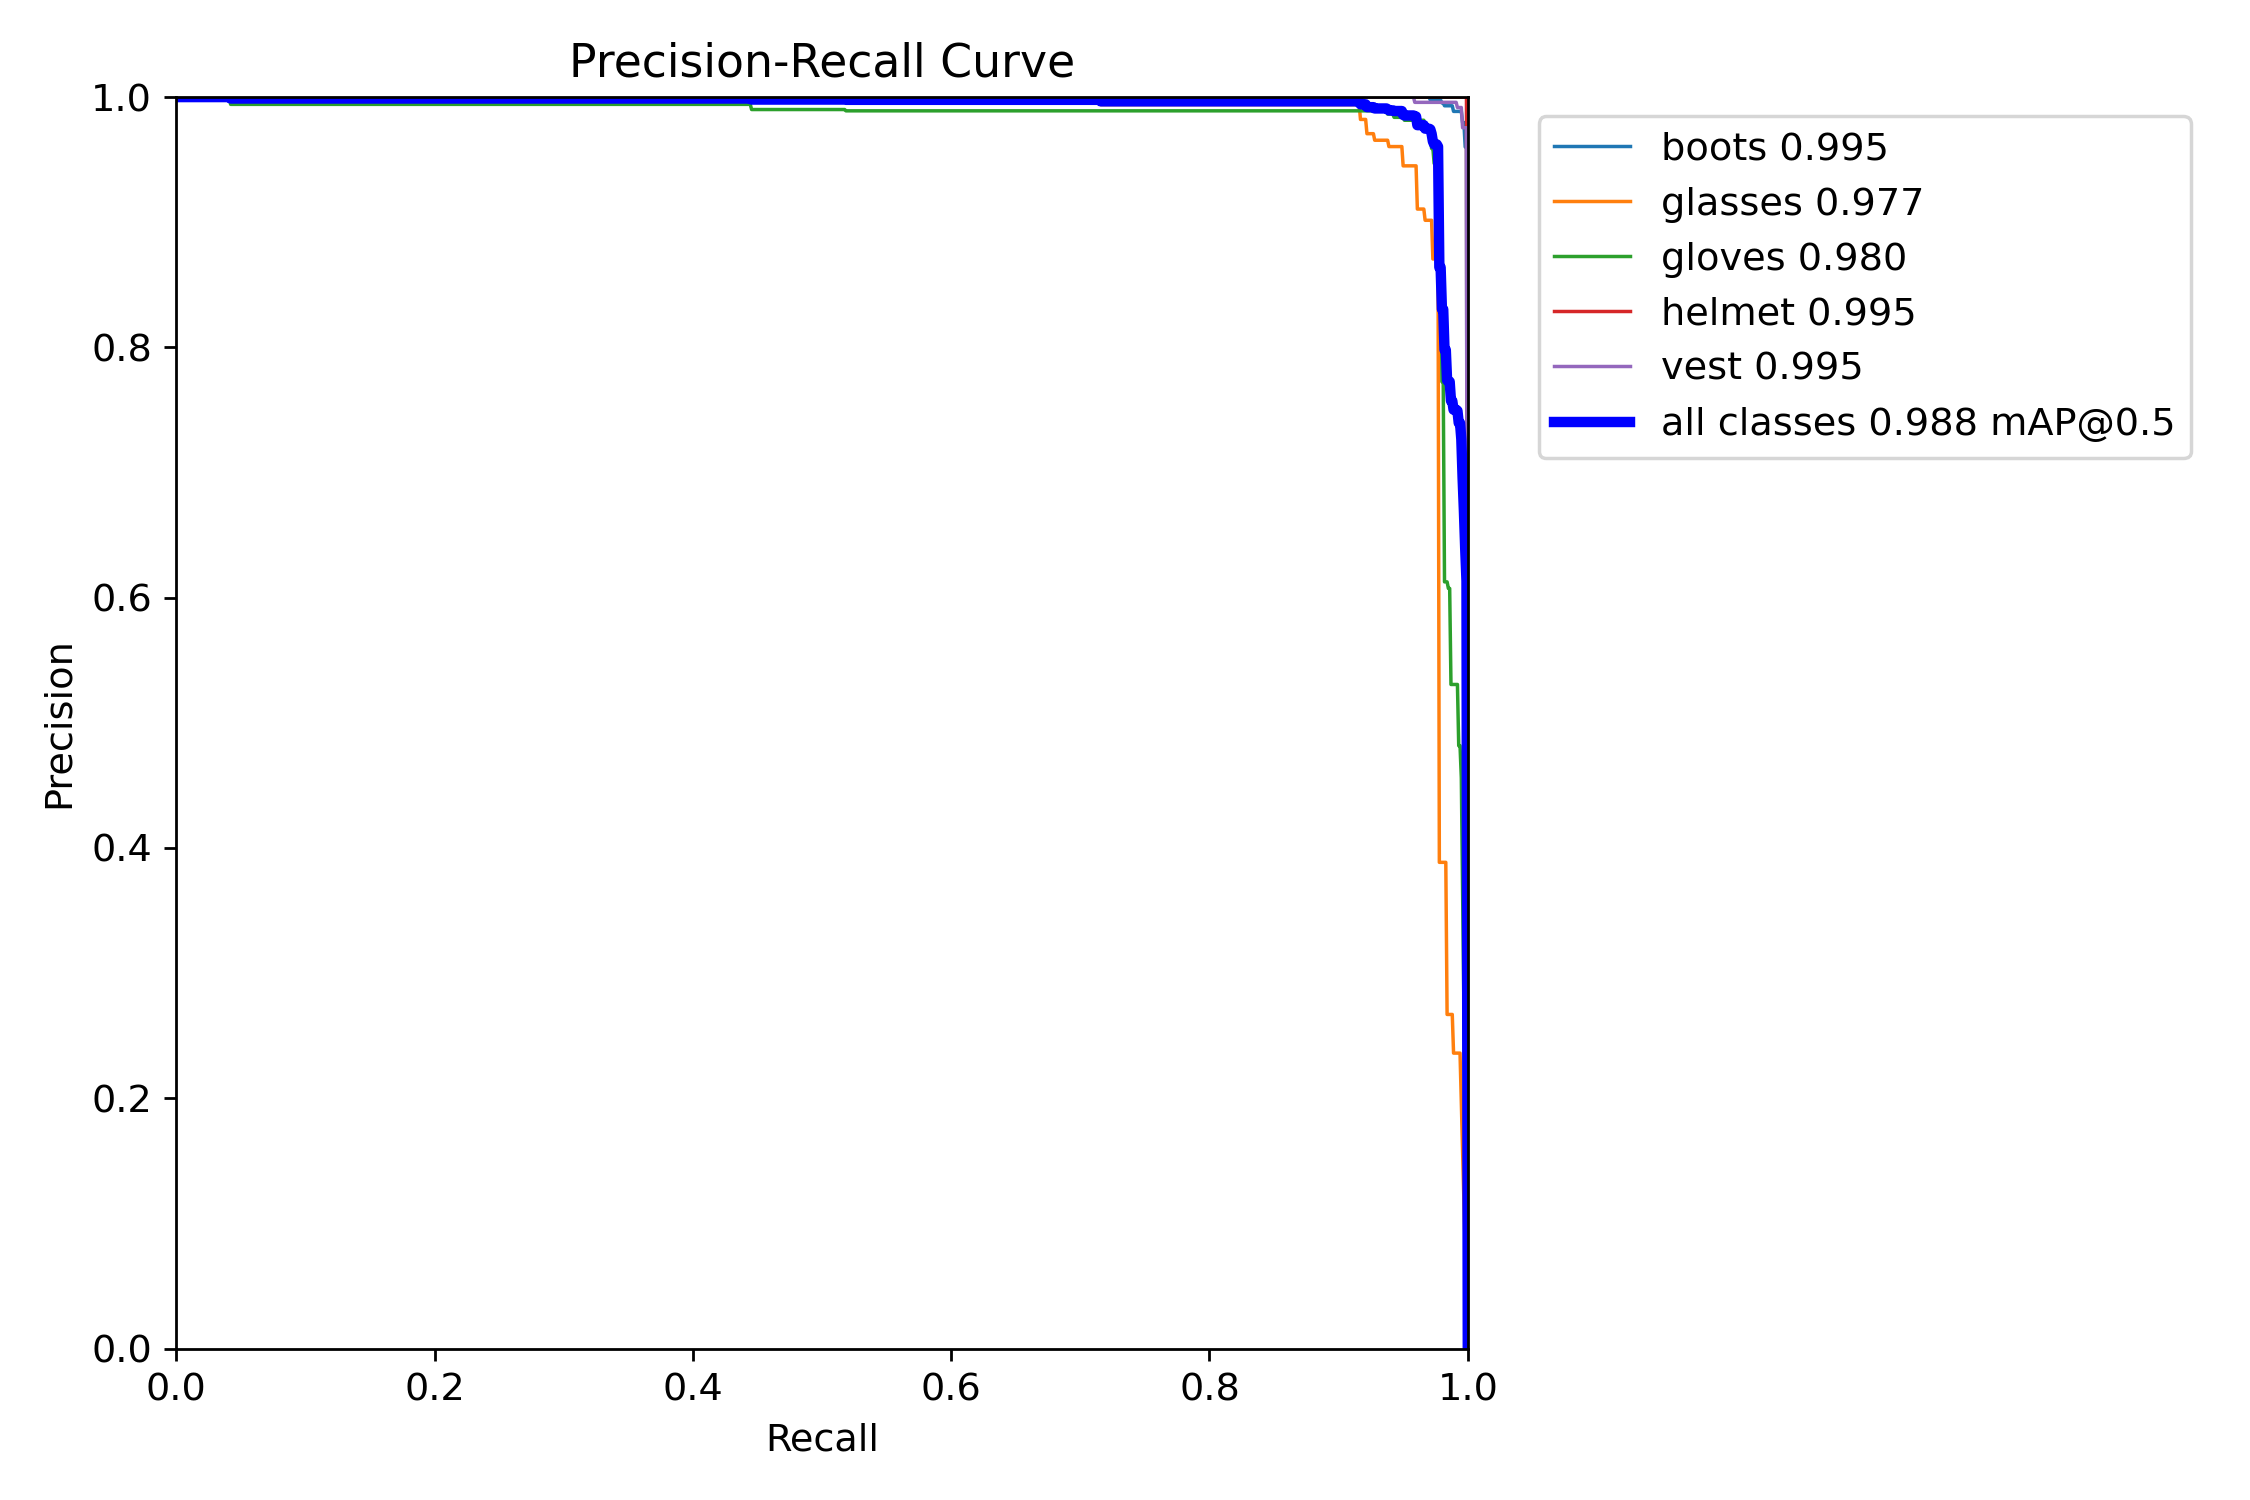 Precision-Recall Curve
1.0
0.8
0.6
0.4
0.2
0.0
Precision
0.0 0.2 0.4 0.6 0.8 1.0
Recall
boots 0.995
glasses 0.977
gloves 0.980
helmet 0.995
vest 0.995
all classes 0.988 mAP@0.5